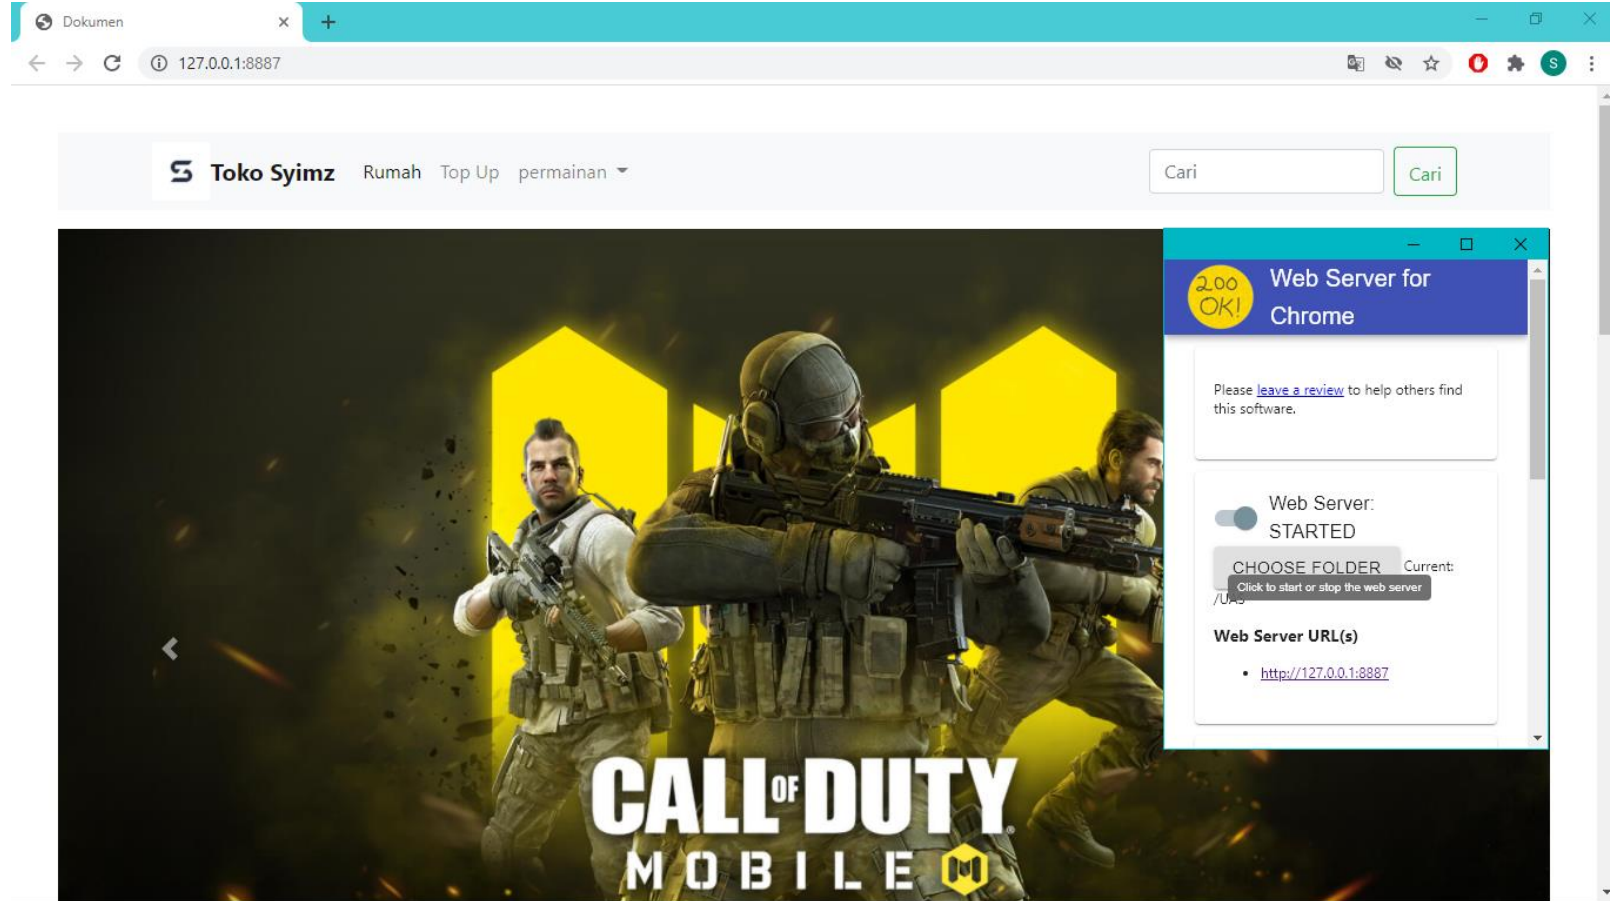 Dokumen
127.0.0.1:8887
S
Toko Syimz Rumah Top Up permainan
Cari
Cari
200 OK!
Web Server for
Chrome
Please leave a review to help others find
this software.
Web Server:
STARTED
CHOOSE FOLDER Current:
Click to start or stop the web server
Web Server URL(s)
http://127.0.0.1:8887
CALL OF DUTY
MOBILE